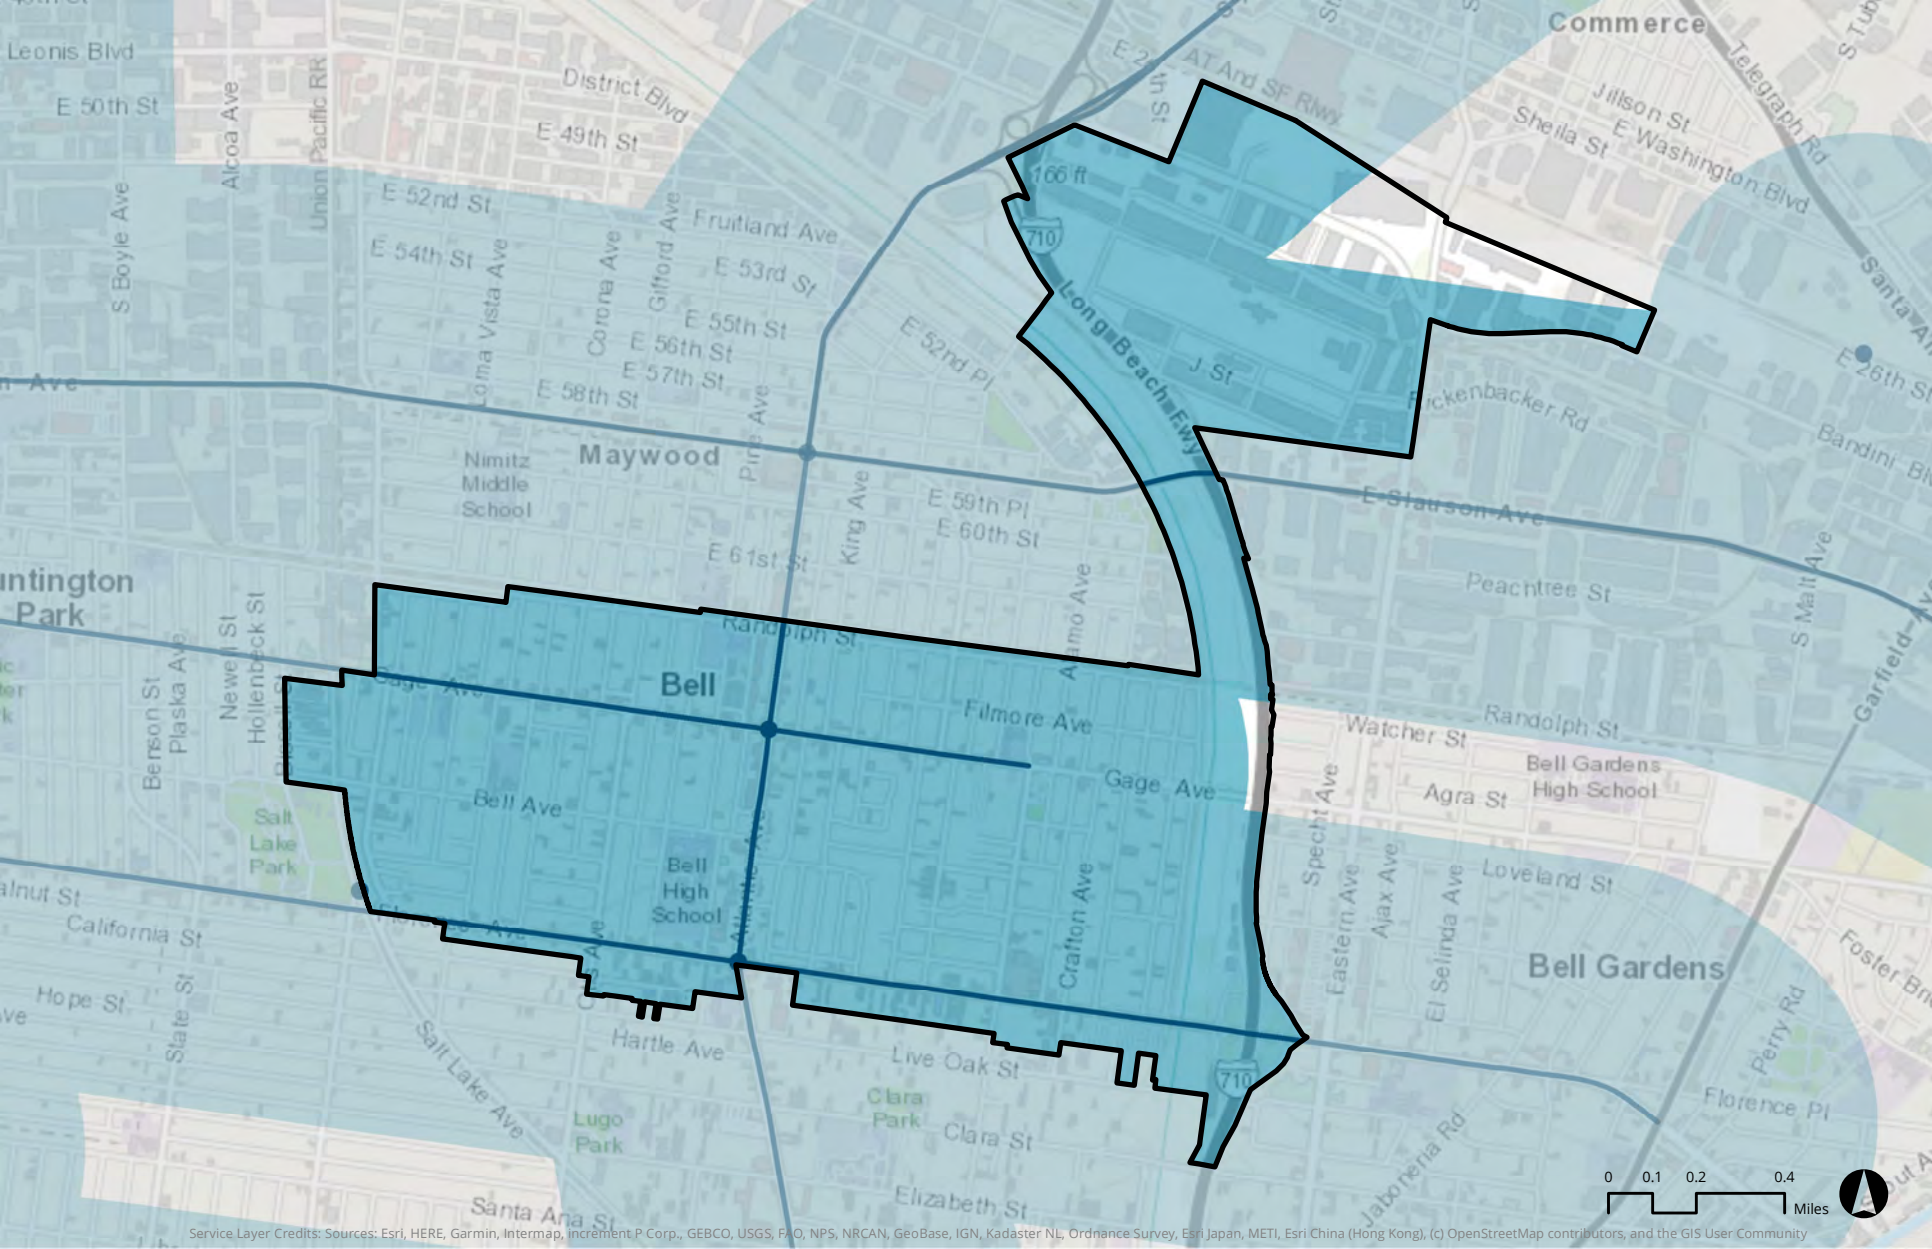 Commerce
Leonis Blvd
E 50th St
Alcoa Ave
Union Pacific RR
District Blvd
E 49th St
AT And SF Rlwy
Telegraph Rd
Jillson St
Sheila St
E Washington Blvd
S Boyle Ave
E 52nd St
Fruitland Ave
166 ft
710
E 54th St
Loma Vista Ave
Corona Ave
Gifford Ave
E 53rd St
Long Beach Fwy
E 55th St
E 56th St
E 57th St
E 58th St
E 52nd Pl
J St
E 26th St
Rickenbacker Rd
Maywood
Pine Ave
Nimitz
Middle
School
King Ave
E 59th Pl
E 60th St
E Slauson Ave
E 61st St
Peachtree St
S Malt Ave
Park
Newell St
Hollenbeck St
Randolph St
Alamo Ave
Bell
Gage Ave
Benson St
Plaska Ave
Filmore Ave
Watcher St
Randolph St
Garfield
Bell Gardens
High School
Gage Ave
Agra St
Specht Ave
Bell Ave
Salt
Lake
Park
Bell
High
School
Atlantic Ave
Crafton Ave
Eastern Ave
Ajax Ave
El Selinda Ave
Loveland St
California St
Florence Ave
Bell Gardens
Hope St
State St
Salt Lake Ave
Hartle Ave
Live Oak St
710
Perry Rd
Florence Pl
Clara
Park
Lugo
Park
Clara St
Jaboneria Rd
Elizabeth St
Santa Ana St
0 0.1 0.2 0.4
Miles
Service Layer Credits: Sources: Esri, HERE, Garmin, Intermap, increment P Corp., GEBCO, USGS, FAO, NPS, NRCAN, GeoBase, IGN, Kadaster NL, Ordnance Survey, Esri Japan, METI, Esri China (Hong Kong), (c) OpenStreetMap contributors, and the GIS User Community